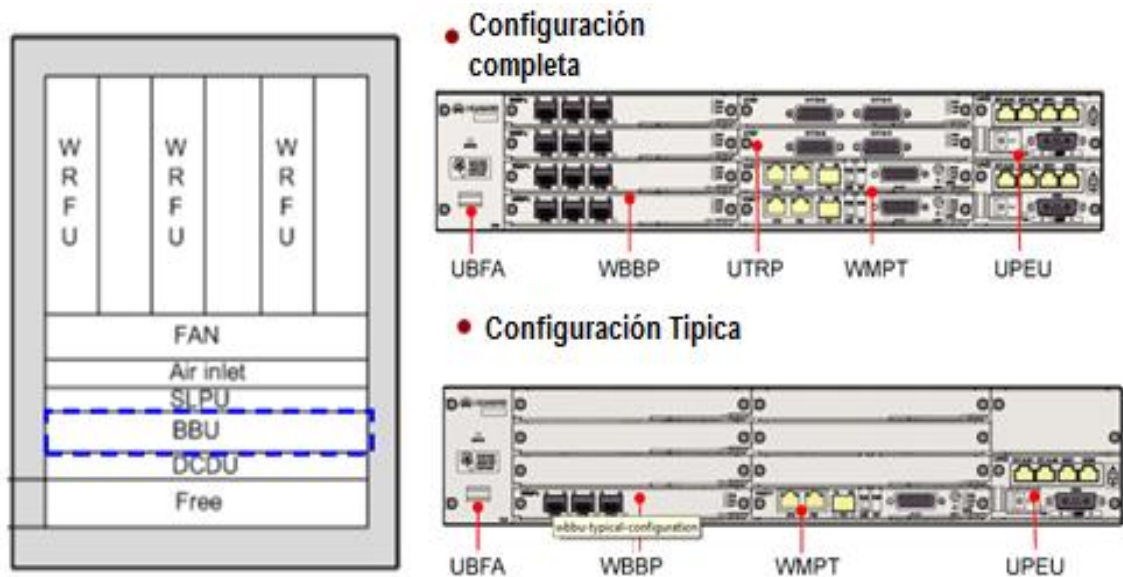 W R F U
W R F U
W R F U
FAN
Air inlet
SLPU
BBU
DCDU
Free
Configuración
completa
UBFA WBBP UTRP WMPT UPEU
Configuración Tipica
wbbu-typical-configuration
UBFA WBBP WMPT UPEU